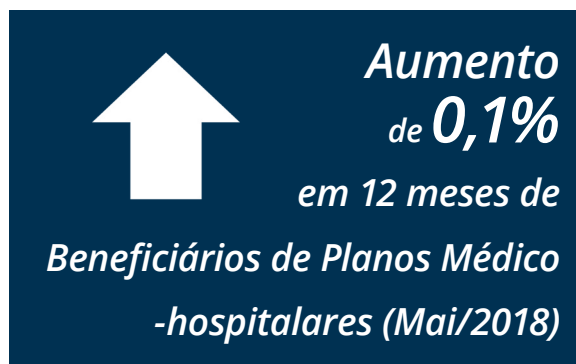 Aumento
de 0,1%
em 12 meses de
Beneficiários de Planos Médico
-hospitalares (Mai/2018)